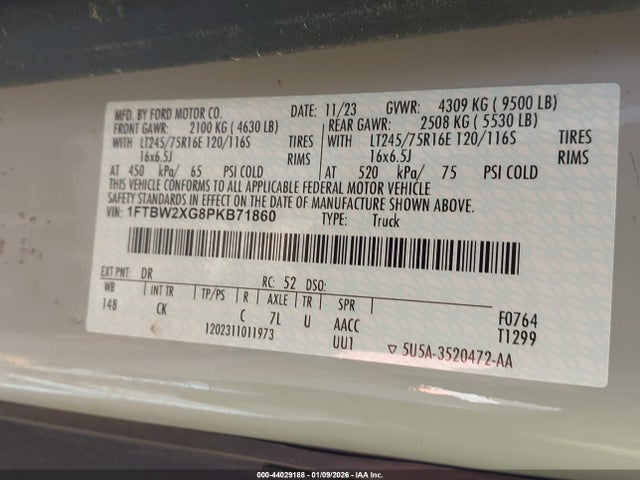 MFD. BY FORD MOTOR CO. DATE: 11/23 GVWR: 4309 KG ( 9500 LB)
FRONT GAWR: 2100 KG ( 4630 LB) REAR GAWR: 2508 KG ( 5530 LB)
WITH LT245/75R16E 120/116S TIRES WITH LT245/75R16E 120/116S TIRES
16x6.5J RIMS 16x6.5J RIMS
AT 450 kPa/ 65 PSI COLD AT 520 kPa/ 75 PSI COLD
THIS VEHICLE CONFORMS TO ALL APPLICABLE FEDERAL MOTOR VEHICLE
SAFETY STANDARDS IN EFFECT ON THE DATE OF MANUFACTURE SHOWN ABOVE.
VIN: 1FTBW2XG8PKB71860 TYPE: Truck
EXT PNT: DR RC: 52 DSO:
WB INT TR TP/PS R AXLE TR SPR F0764
148 CK C 7L U AACC T1299
1202311011973 UU1 ▽ 5U5A-3520472-AA
000-44029188 - 01/09/2026 - IAA Inc.